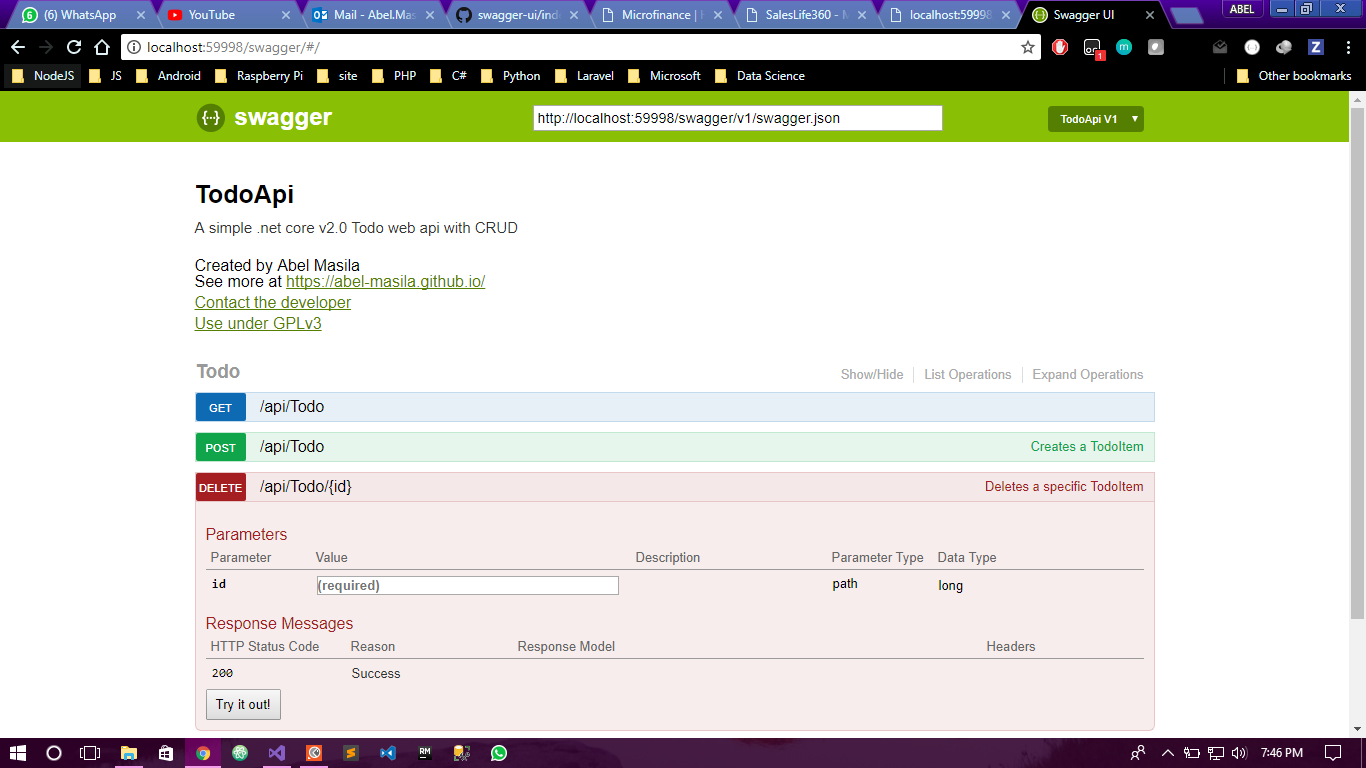 (6) WhatsApp
YouTube
Mail - Abel.Mas
swagger-ui/ind
Microfinance |
SalesLife360 - M
localhost:59998
Swagger UI
ABEL
localhost:59998/swagger/#/
1
NodeJS
JS
Android
Raspberry Pi
site
PHP
C#
Python
Laravel
Microsoft
Data Science
Other bookmarks
{··} swagger
http://localhost:59998/swagger/v1/swagger.json
TodoApi V1
TodoApi
A simple .net core v2.0 Todo web api with CRUD
Created by Abel Masila
See more at https://abel-masila.github.io/
Contact the developer
Use under GPLv3
Todo
Show/Hide
List Operations
Expand Operations
GET /api/Todo
POST /api/Todo Creates a TodoItem
DELETE /api/Todo/{id} Deletes a specific TodoItem
Parameters
Parameter Value Description Parameter Type Data Type
id (required) path long
Response Messages
HTTP Status Code Reason Response Model Headers
200 Success
Try it out!
7:46 PM